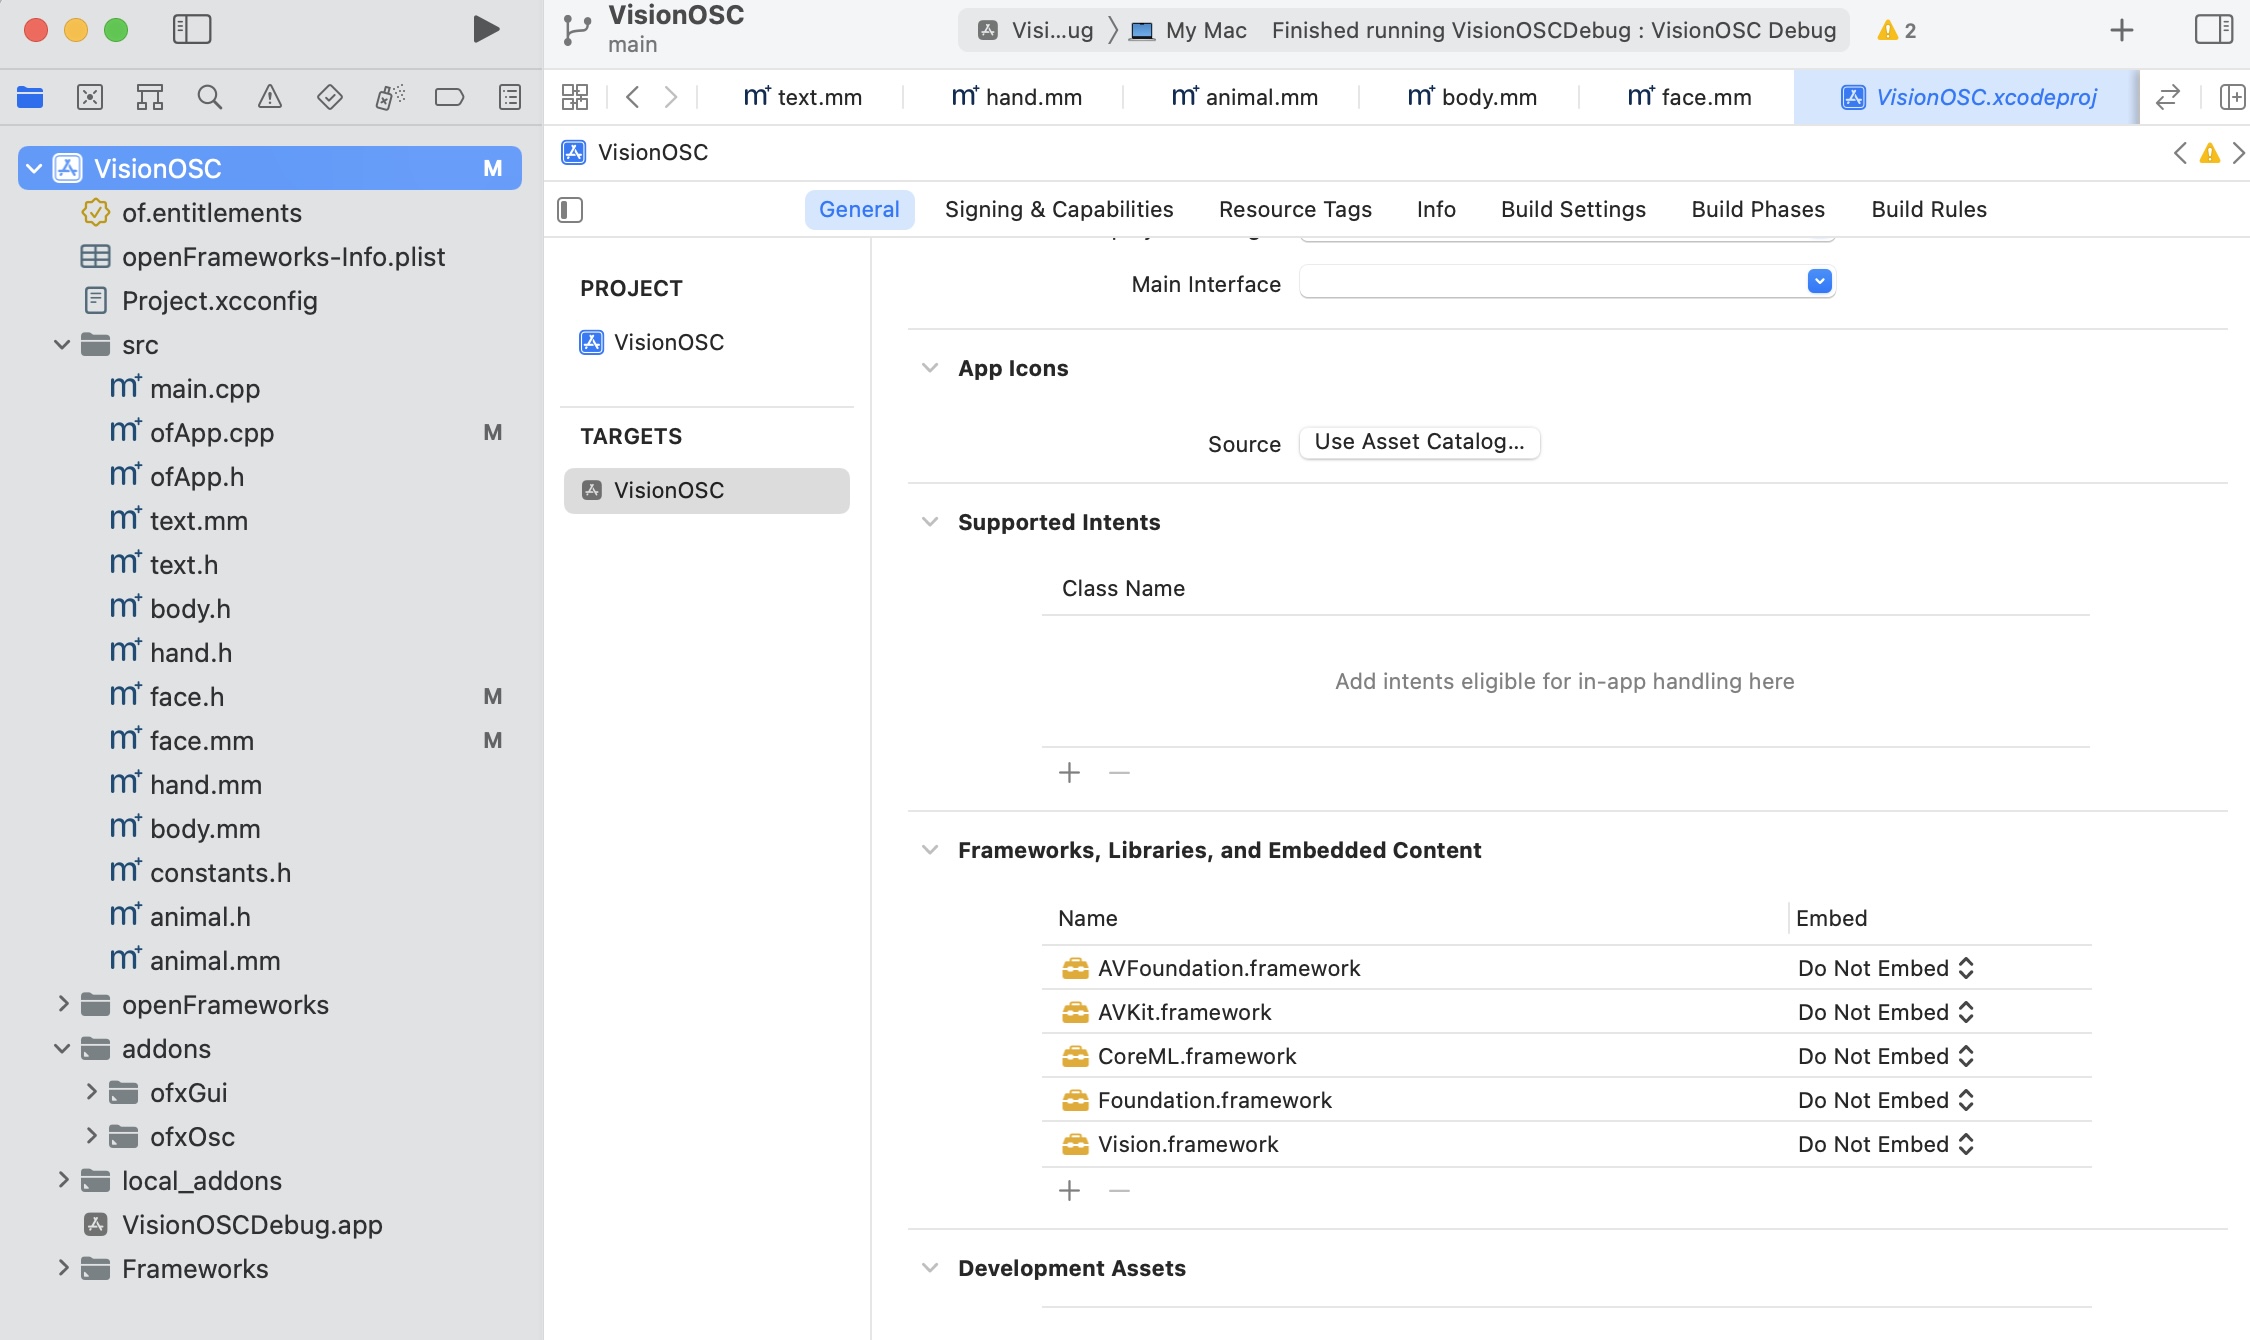 VisionOSC
main
Visi...ug
My Mac
Finished running VisionOSCDebug : VisionOSC Debug
2
text.mm
hand.mm
animal.mm
body.mm
face.mm
VisionOSC.xcodeproj
VisionOSC
M
of.entitlements
openFrameworks-Info.plist
Project.xcconfig
src
main.cpp
ofApp.cpp
M
ofApp.h
text.mm
text.h
body.h
hand.h
face.h
M
face.mm
M
hand.mm
body.mm
constants.h
animal.h
animal.mm
openFrameworks
addons
ofxGui
ofxOsc
local_addons
VisionOSCDebug.app
Frameworks
VisionOSC
General
Signing & Capabilities
Resource Tags
Info
Build Settings
Build Phases
Build Rules
PROJECT
VisionOSC
TARGETS
VisionOSC
Main Interface
App Icons
Source
Use Asset Catalog...
Supported Intents
Class Name
Add intents eligible for in-app handling here
Frameworks, Libraries, and Embedded Content
Name
Embed
AVFoundation.framework
Do Not Embed
AVKit.framework
Do Not Embed
CoreML.framework
Do Not Embed
Foundation.framework
Do Not Embed
Vision.framework
Do Not Embed
Development Assets